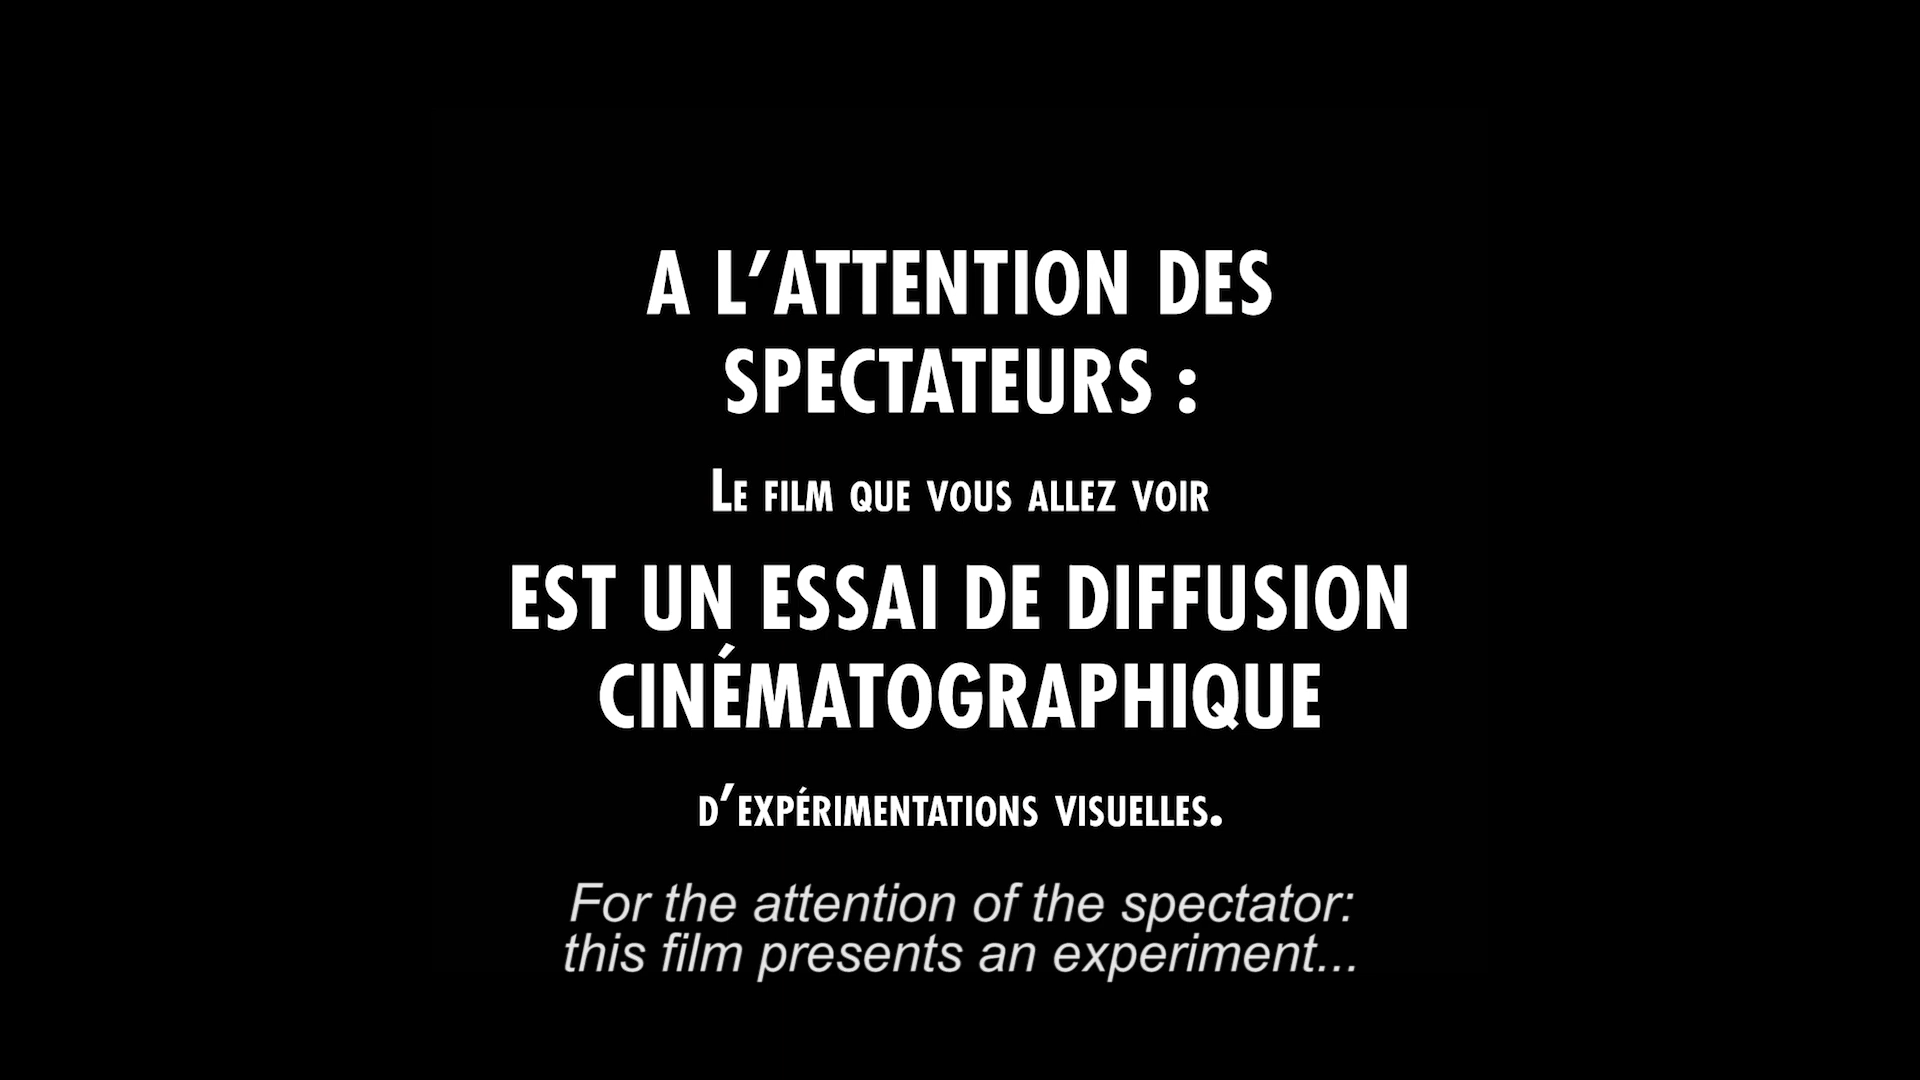 A L’ATTENTION DES
SPECTATEURS :
LE FILM QUE VOUS ALLEZ VOIR
EST UN ESSAI DE DIFFUSION
CINÉMATOGRAPHIQUE
D’EXPÉRIMENTATIONS VISUELLES.
For the attention of the spectator:
this film presents an experiment...